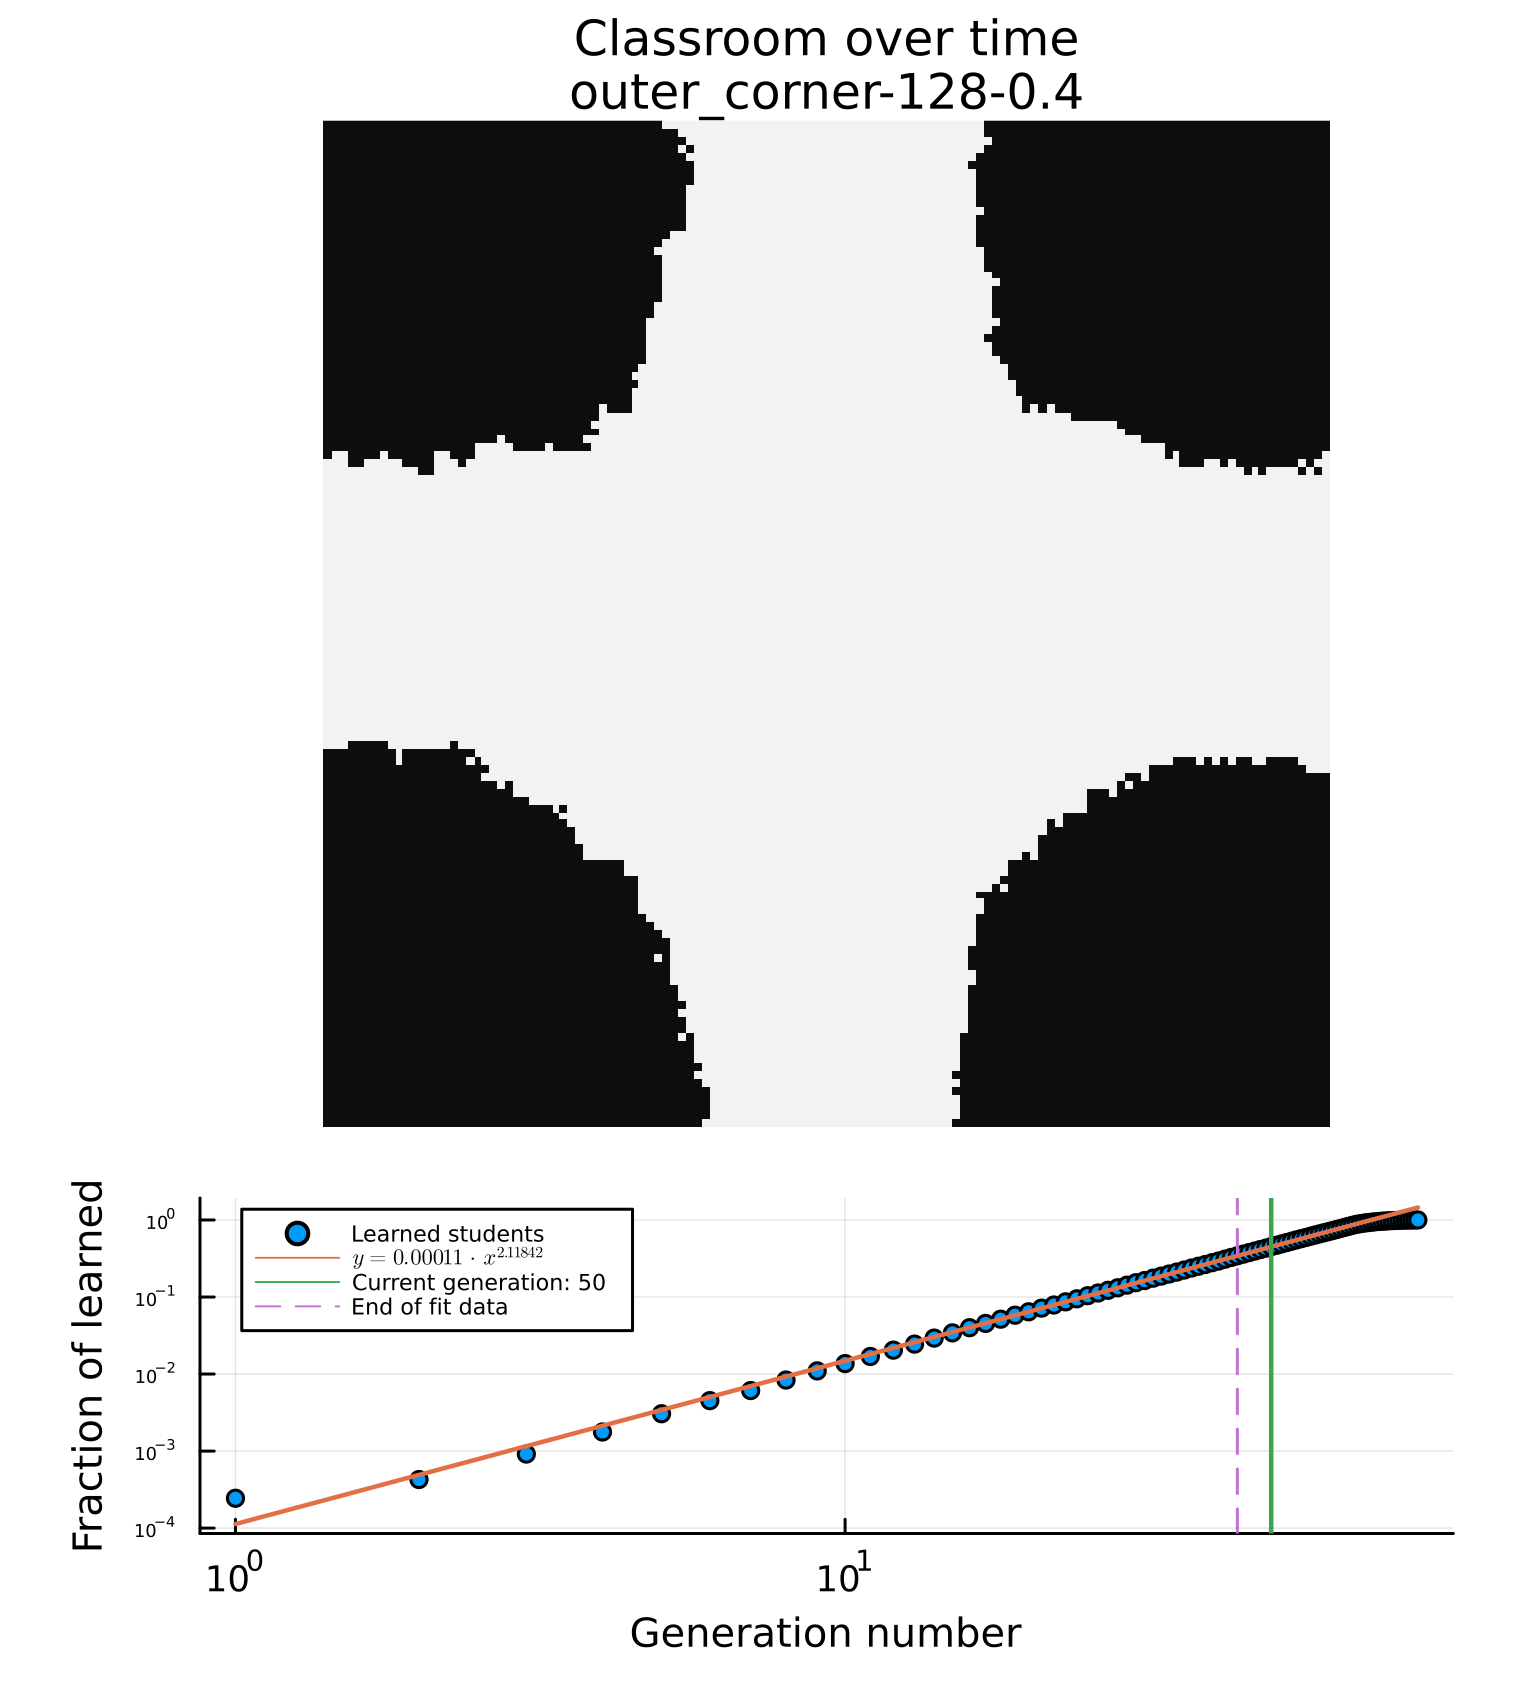 Classroom over time
outer_corner-128-0.4
Fraction of learned
10^0
10^-1
10^-2
10^-3
10^-4
Learned students
y = 0.00011 · x^2.11842
Current generation: 50
End of fit data
10^0
10^1
Generation number